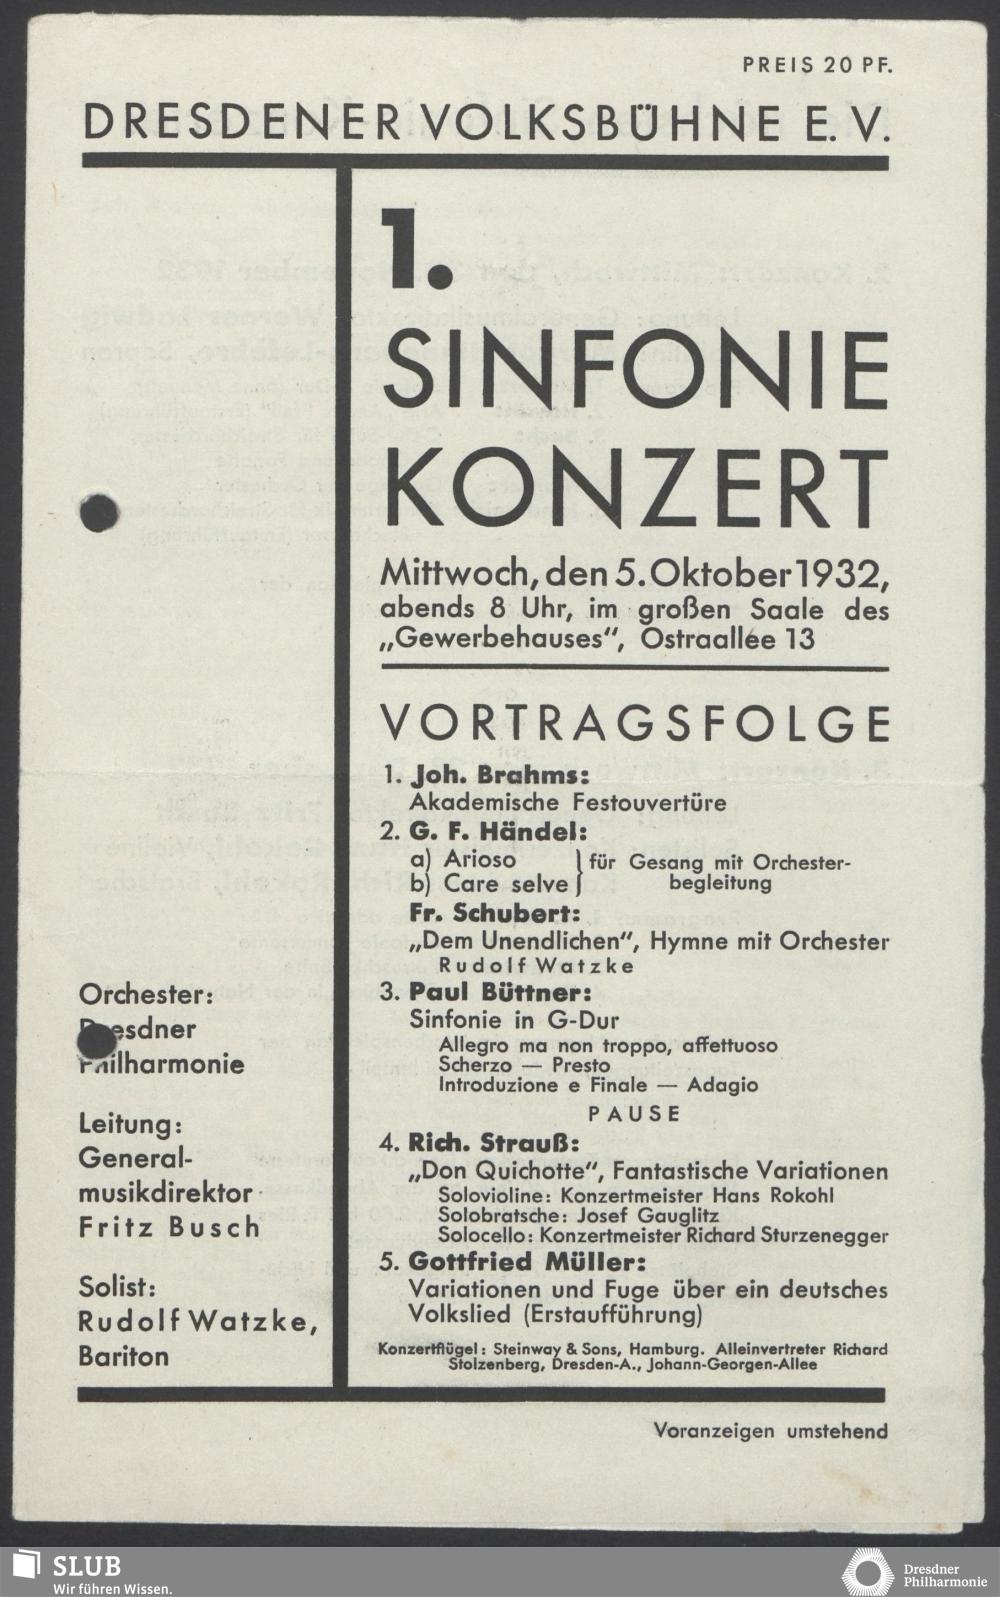 PREIS 20 PF.
DRESDENER VOLKSBÜHNE E.V.
1.
SINFONIE
KONZERT
Mittwoch, den 5. Oktober 1932,
abends 8 Uhr, im großen Saale des
„Gewerbehauses“, Ostraallee 13
VORTRAGSFOLGE
1. Joh. Brahms:
Akademische Festouvertüre
2. G. F. Händel:
a) Arioso
b) Care selve
für Gesang mit Orchester-
begleitung
Fr. Schubert:
„Dem Unendlichen“, Hymne mit Orchester
Rudolf Watzke
3. Paul Büttner:
Sinfonie in G-Dur
Allegro ma non troppo, affettuoso
Scherzo — Presto
Introduzione e Finale — Adagio
PAUSE
4. Rich. Strauß:
„Don Quichotte“, Fantastische Variationen
Solovioline: Konzertmeister Hans Rokohl
Solobratsche: Josef Gauglitz
Solocello: Konzertmeister Richard Sturzenegger
5. Gottfried Müller:
Variationen und Fuge über ein deutsches
Volkslied (Erstaufführung)
Konzertflügel: Steinway & Sons, Hamburg. Alleinvertreter Richard
Stolzenberg, Dresden-A., Johann-Georgen-Allee
Orchester:
Dresdner
Philharmonie
Leitung:
General-
musikdirektor
Fritz Busch
Solist:
Rudolf Watzke,
Bariton
Voranzeigen umstehend
SLUB
Wir führen Wissen.
Dresdner
Philharmonie